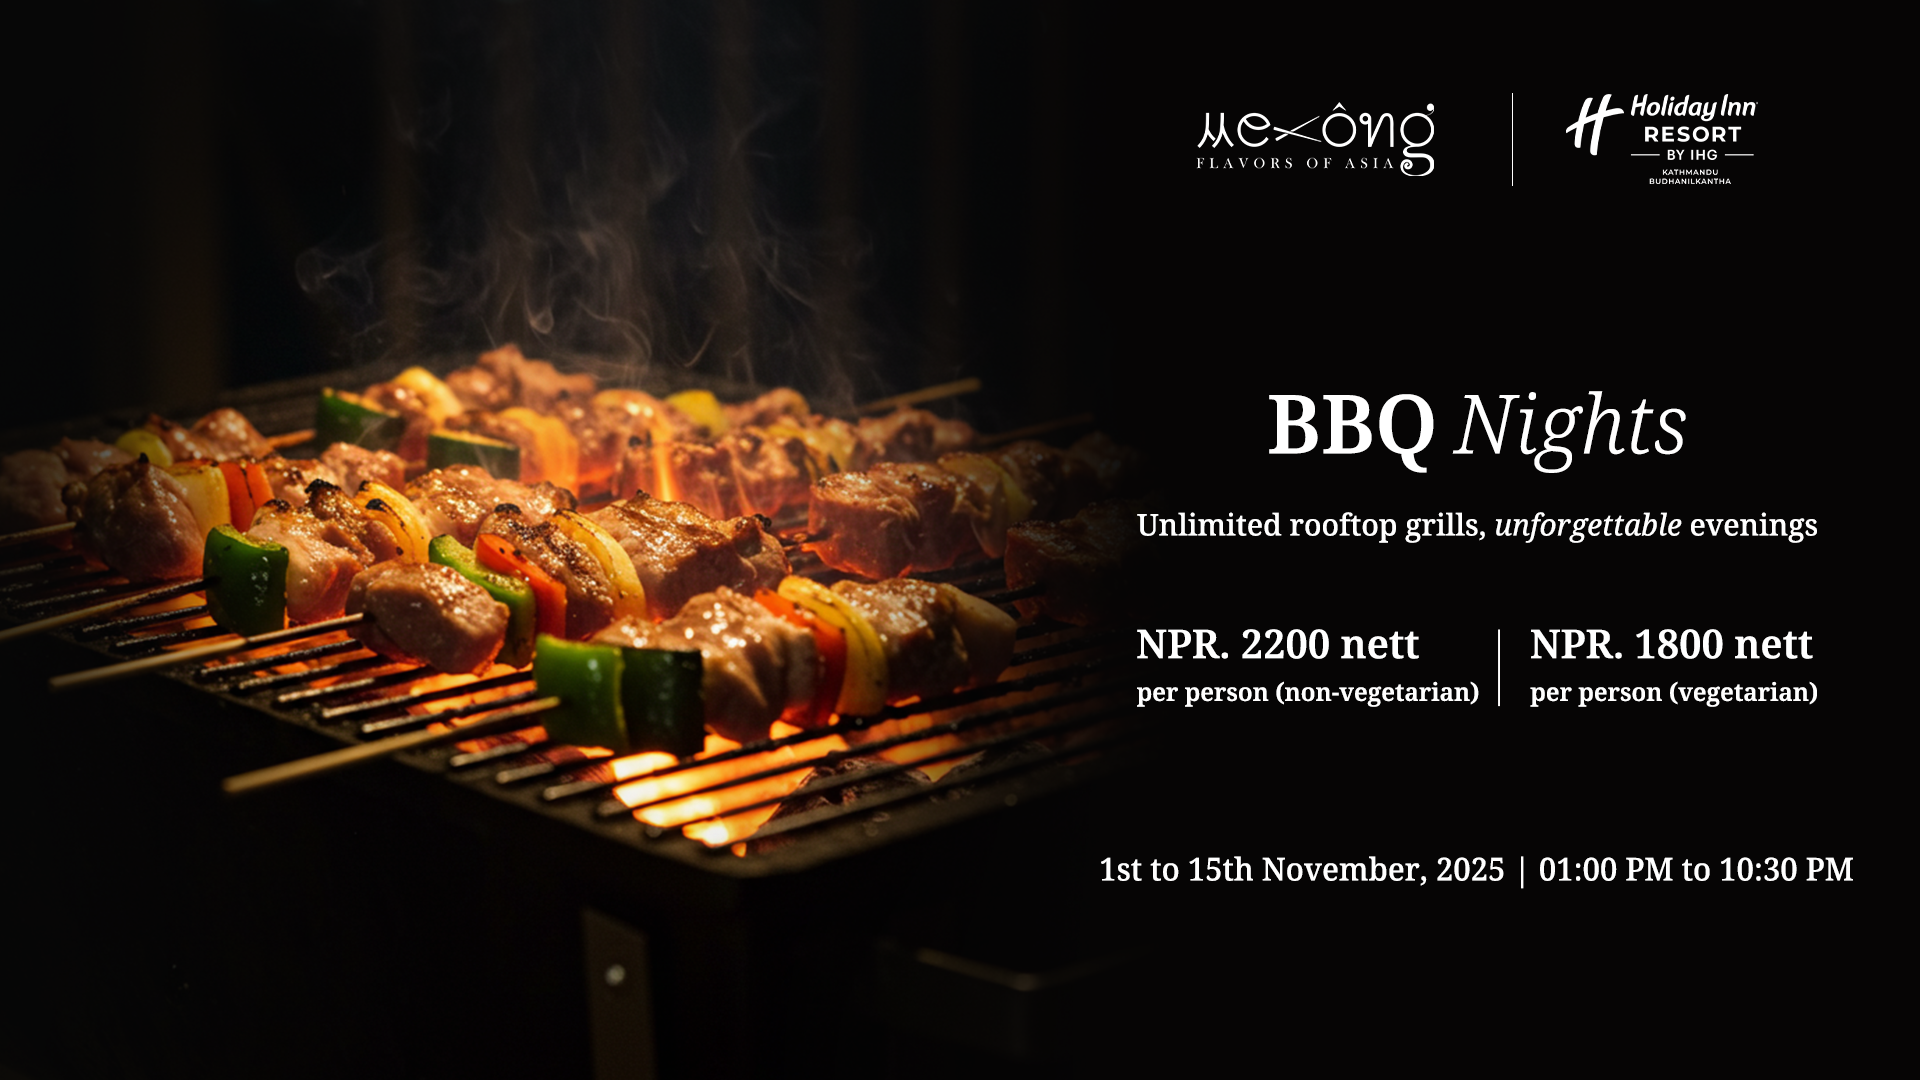 Mekông
FLAVORS OF ASIA
Holiday Inn
RESORT
BY IHG
KATHMANDU
BUDHANILKANTHA
BBQ Nights
Unlimited rooftop grills, unforgettable evenings
NPR. 2200 nett
per person (non-vegetarian)
NPR. 1800 nett
per person (vegetarian)
1st to 15th November, 2025 | 01:00 PM to 10:30 PM